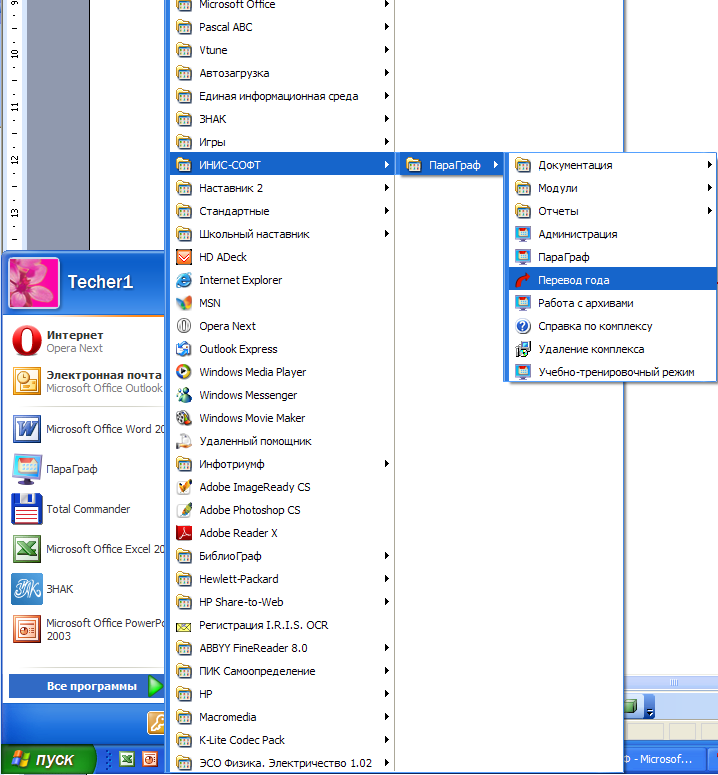 Microsoft Office
Pascal ABC
Vtune
Автозагрузка
Единая информационная среда
ЗНАК
Игры
ИНИС-СОФТ
Наставник 2
Стандартные
Школьный наставник
HD ADeck
Internet Explorer
MSN
Opera Next
Outlook Express
Windows Media Player
Windows Messenger
Windows Movie Maker
Удаленный помощник
Инфотриумф
Adobe ImageReady CS
Adobe Photoshop CS
Adobe Reader X
БиблиоГраф
Hewlett-Packard
HP Share-to-Web
Регистрация I.R.I.S. OCR
ABBYY FineReader 8.0
ПИК Самоопределение
HP
Macromedia
K-Lite Codec Pack
ЭСО Физика. Электричество 1.02
ПараГраф
Документация
Модули
Отчеты
Администрация
ПараГраф
Перевод года
Работа с архивами
Справка по комплексу
Удаление комплекса
Учебно-тренировочный режим
9
10
11
12
13
Techer1
Интернет
Opera Next
Электронная почта
Microsoft Office Outlook
Microsoft Office Word 20
ПараГраф
Total Commander
Microsoft Office Excel 20
ЗНАК
Microsoft Office PowerPo
2003
Все программы
пуск
Ф - Microsof...